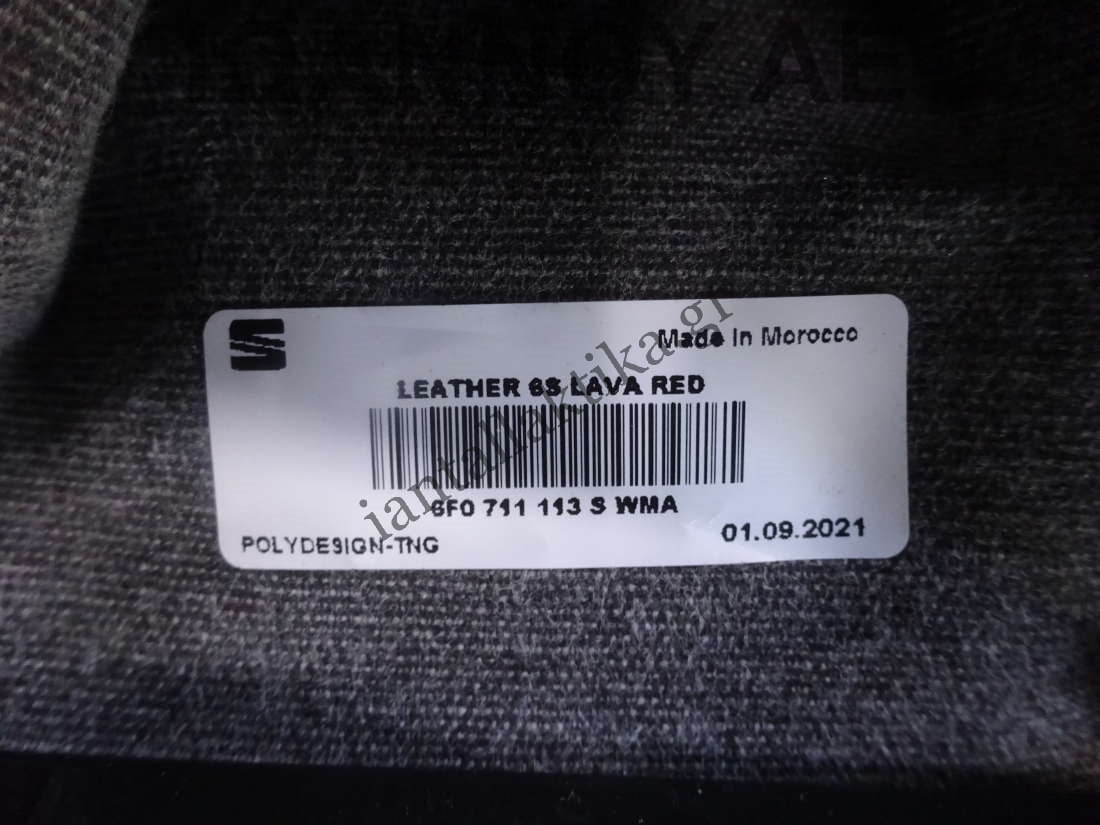 Made In Morocco
LEATHER 6S LAVA RED
6F0 711 113 S WMA
POLYDESIGN-TNG
01.09.2021
iantallaktika.gr